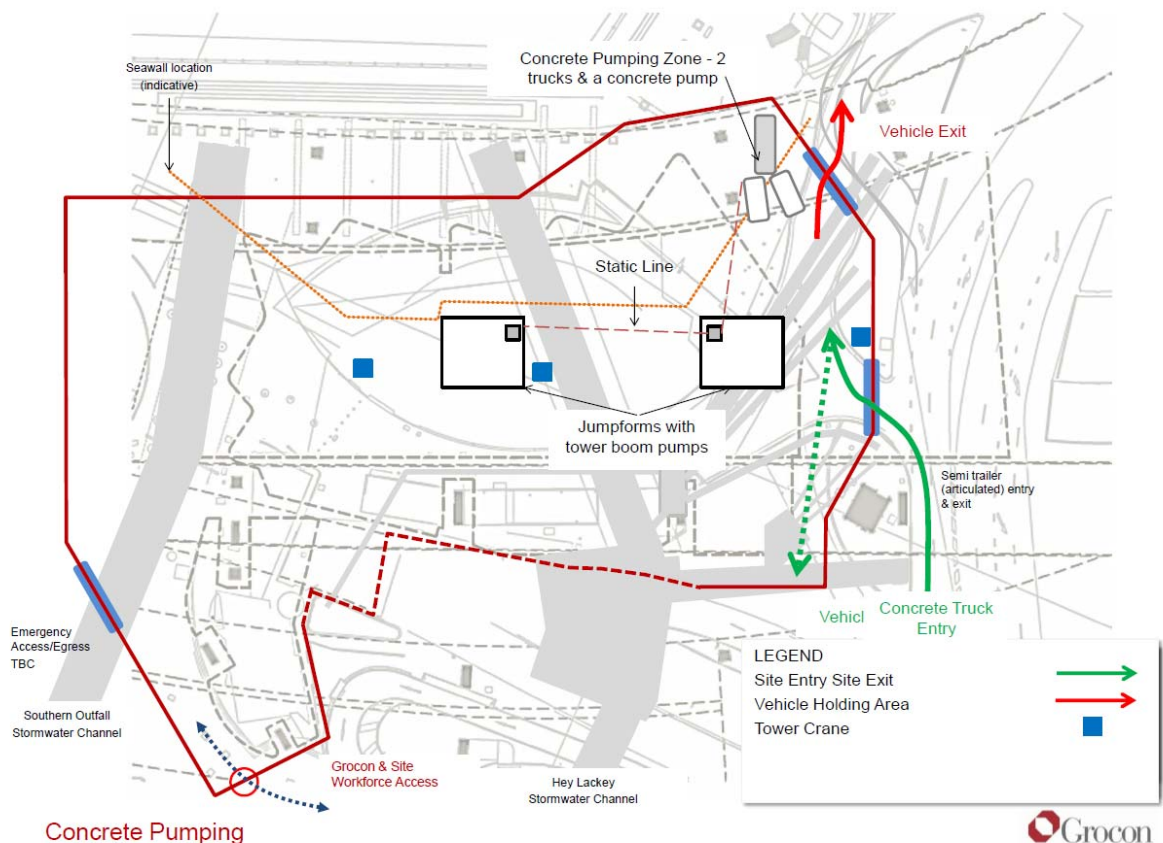 Seawall location
(indicative)
Concrete Pumping Zone - 2
trucks & a concrete pump
Vehicle Exit
Static Line
Jumpforms with
tower boom pumps
Semi trailer
(articulated) entry
& exit
Vehicl
Concrete Truck
Entry
Emergency
Access/Egress
TBC
Southern Outfall
Stormwater Channel
Grocon & Site
Workforce Access
Hey Lackey
Stormwater Channel
LEGEND
Site Entry Site Exit
Vehicle Holding Area
Tower Crane
Concrete Pumping
Grocon